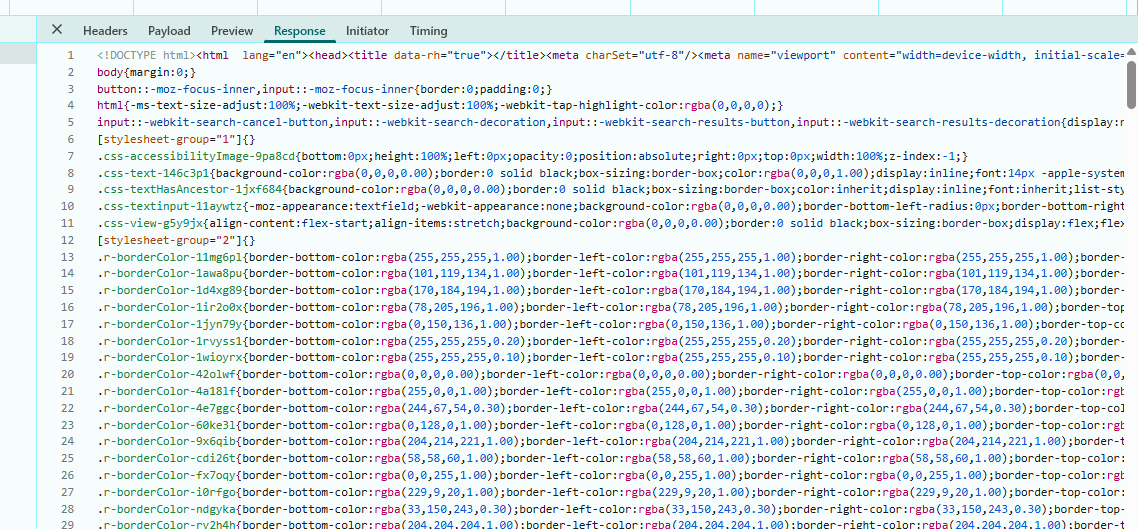 Headers Payload Preview Response Initiator Timing
1 <!DOCTYPE html><html  lang="en"><head><title data-rh="true"></title><meta charSet="utf-8"/><meta name="viewport" content="width=device-width, initial-scale=
2 body{margin:0;}
3 button::-moz-focus-inner,input::-moz-focus-inner{border:0;padding:0;}
4 html{-ms-text-size-adjust:100%;-webkit-text-size-adjust:100%;-webkit-tap-highlight-color:rgba(0,0,0,0);}
5 input::-webkit-search-cancel-button,input::-webkit-search-decoration,input::-webkit-search-results-button,input::-webkit-search-results-decoration{display:n
6 [stylesheet-group="1"]{}
7 .css-accessibilityImage-9pa8cd{bottom:0px;height:100%;left:0px;opacity:0;position:absolute;right:0px;top:0px;width:100%;z-index:-1;}
8 .css-text-146c3p1{background-color:rgba(0,0,0,0.00);border:0 solid black;box-sizing:border-box;color:rgba(0,0,0,1.00);display:inline;font:14px -apple-system
9 .css-textHasAncestor-1jxf684{background-color:rgba(0,0,0,0.00);border:0 solid black;box-sizing:border-box;color:inherit;display:inline;font:inherit;list-sty
10 .css-textinput-11aywtz{-moz-appearance:textfield;-webkit-appearance:none;background-color:rgba(0,0,0,0.00);border-bottom-left-radius:0px;border-bottom-right
11 .css-view-g5y9jx{align-content:flex-start;align-items:stretch;background-color:rgba(0,0,0,0.00);border:0 solid black;box-sizing:border-box;display:flex;flex
12 [stylesheet-group="2"]{}
13 .r-borderColor-11mg6pl{border-bottom-color:rgba(255,255,255,1.00);border-left-color:rgba(255,255,255,1.00);border-right-color:rgba(255,255,255,1.00);border-
14 .r-borderColor-1awa8pu{border-bottom-color:rgba(101,119,134,1.00);border-left-color:rgba(101,119,134,1.00);border-right-color:rgba(101,119,134,1.00);border-
15 .r-borderColor-1d4xg89{border-bottom-color:rgba(170,184,194,1.00);border-left-color:rgba(170,184,194,1.00);border-right-color:rgba(170,184,194,1.00);border-
16 .r-borderColor-1ir2o0x{border-bottom-color:rgba(78,205,196,1.00);border-left-color:rgba(78,205,196,1.00);border-right-color:rgba(78,205,196,1.00);border-top
17 .r-borderColor-1jyn79y{border-bottom-color:rgba(0,150,136,1.00);border-left-color:rgba(0,150,136,1.00);border-right-color:rgba(0,150,136,1.00);border-top-co
18 .r-borderColor-1rvyss1{border-bottom-color:rgba(255,255,255,0.20);border-left-color:rgba(255,255,255,0.20);border-right-color:rgba(255,255,255,0.20);border-
19 .r-borderColor-1wioyrx{border-bottom-color:rgba(255,255,255,0.10);border-left-color:rgba(255,255,255,0.10);border-right-color:rgba(255,255,255,0.10);border-
20 .r-borderColor-42olwf{border-bottom-color:rgba(0,0,0,0.00);border-left-color:rgba(0,0,0,0.00);border-right-color:rgba(0,0,0,0.00);border-top-color:rgba(0,0,
21 .r-borderColor-4a18lf{border-bottom-color:rgba(255,0,0,1.00);border-left-color:rgba(255,0,0,1.00);border-right-color:rgba(255,0,0,1.00);border-top-color:rgb
22 .r-borderColor-4e7ggc{border-bottom-color:rgba(244,67,54,0.30);border-left-color:rgba(244,67,54,0.30);border-right-color:rgba(244,67,54,0.30);border-top-col
23 .r-borderColor-60ke3l{border-bottom-color:rgba(0,128,0,1.00);border-left-color:rgba(0,128,0,1.00);border-right-color:rgba(0,128,0,1.00);border-top-color:rgb
24 .r-borderColor-9x6qib{border-bottom-color:rgba(204,214,221,1.00);border-left-color:rgba(204,214,221,1.00);border-right-color:rgba(204,214,221,1.00);border-t
25 .r-borderColor-cdi26t{border-bottom-color:rgba(58,58,60,1.00);border-left-color:rgba(58,58,60,1.00);border-right-color:rgba(58,58,60,1.00);border-top-color:
26 .r-borderColor-fx7oqy{border-bottom-color:rgba(0,0,255,1.00);border-left-color:rgba(0,0,255,1.00);border-right-color:rgba(0,0,255,1.00);border-top-color:rgb
27 .r-borderColor-i0rfgo{border-bottom-color:rgba(229,9,20,1.00);border-left-color:rgba(229,9,20,1.00);border-right-color:rgba(229,9,20,1.00);border-top-color:
28 .r-borderColor-ndgyka{border-bottom-color:rgba(33,150,243,0.30);border-left-color:rgba(33,150,243,0.30);border-right-color:rgba(33,150,243,0.30);border-top-
29 .r-borderColor-rv2h4h{border-bottom-color:rgba(204,204,204,1.00);border-left-color:rgba(204,204,204,1.00);border-right-color:rgba(204,204,204,1.00);border-t